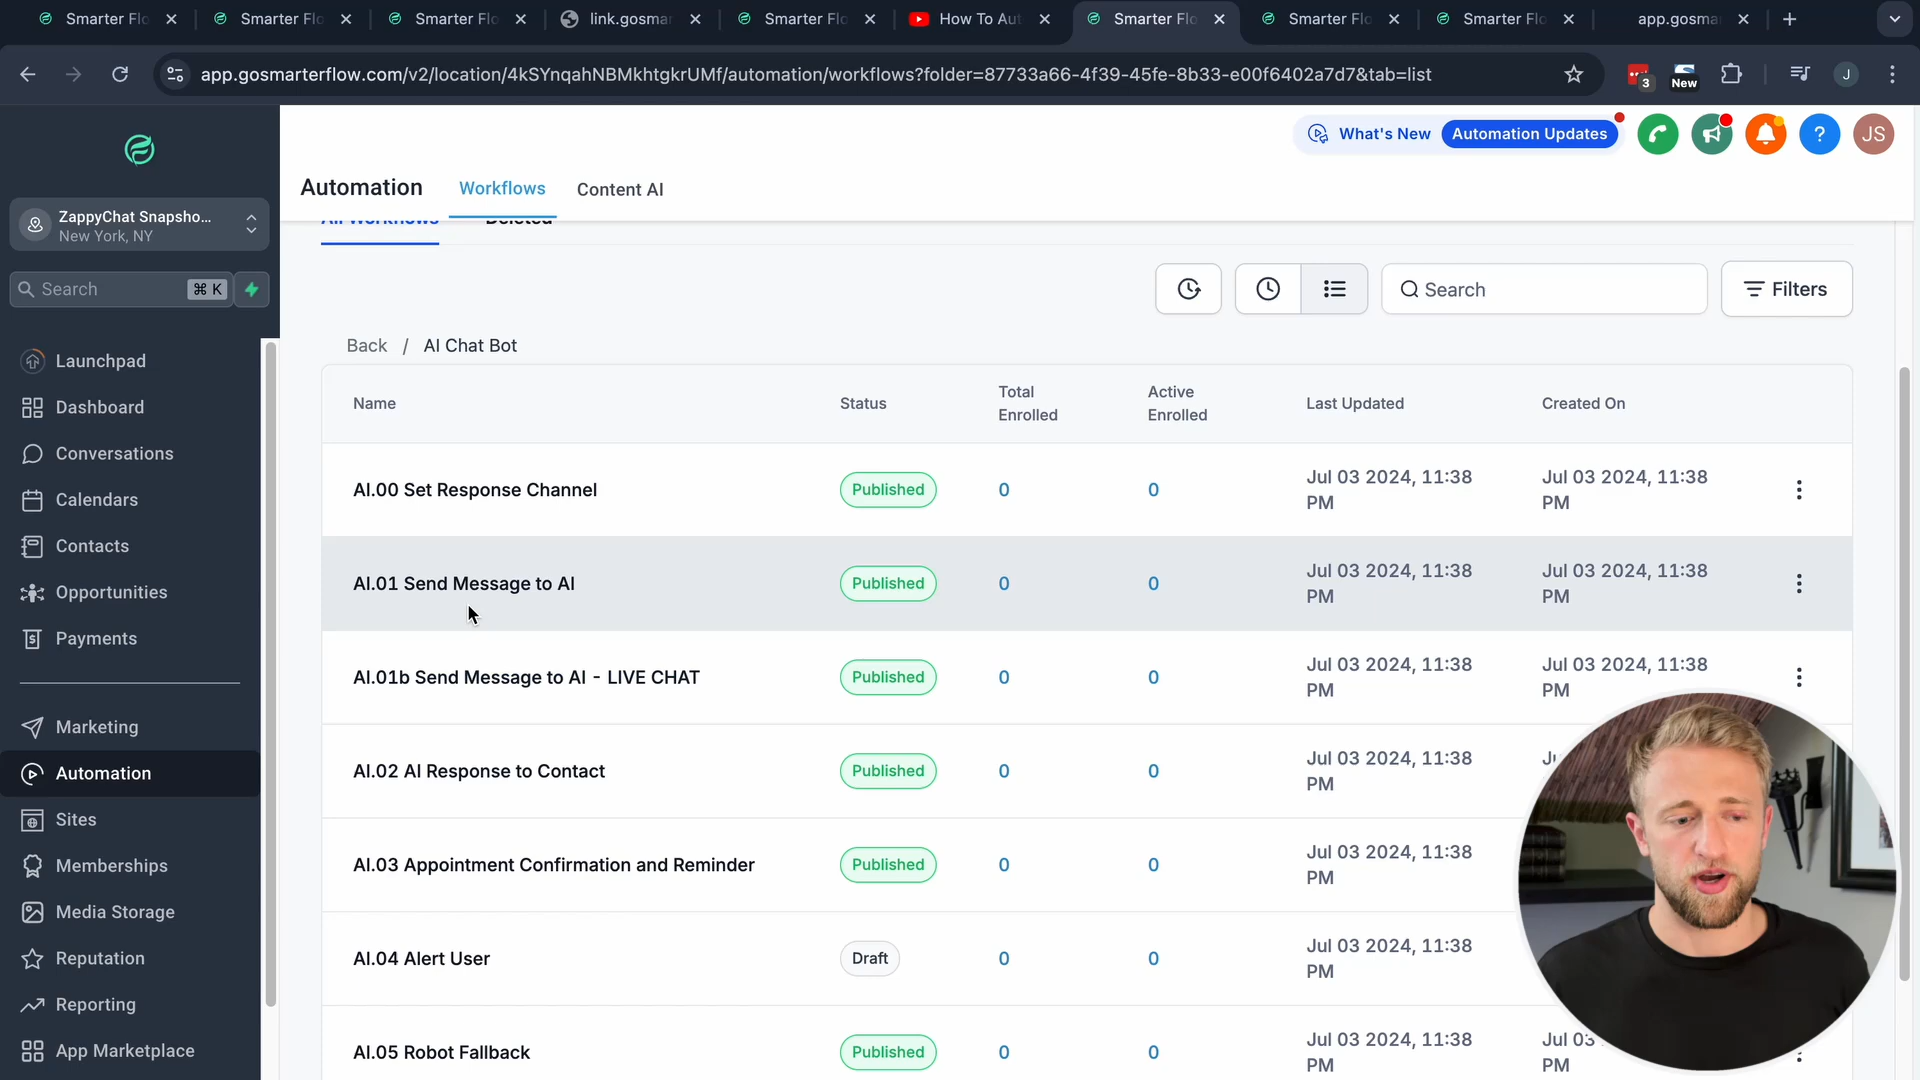 Smarter Flo
Smarter Flo
Smarter Flo
link.gosmar
Smarter Flo
How To Aut
Smarter Flo
Smarter Flo
Smarter Flo
app.gosma
app.gosmarterflow.com/v2/location/4kSYnqahNBMkhtgkrUMf/automation/workflows?folder=87733a66-4f39-45fe-8b33-e00f6402a7d7&tab=list
3
New
J
What's New
Automation Updates
?
JS
Automation
Workflows
Content AI
All Workflows
Deleted
ZappyChat Snapsho...
New York, NY
Search
⌘ K
Search
Filters
Back / AI Chat Bot
Launchpad
Dashboard
Conversations
Calendars
Contacts
Opportunities
Payments
Marketing
Automation
Sites
Memberships
Media Storage
Reputation
Reporting
App Marketplace
Name
Status
Total
Enrolled
Active
Enrolled
Last Updated
Created On
AI.00 Set Response Channel
Published
0
0
Jul 03 2024, 11:38
PM
Jul 03 2024, 11:38
PM
AI.01 Send Message to AI
Published
0
0
Jul 03 2024, 11:38
PM
Jul 03 2024, 11:38
PM
AI.01b Send Message to AI - LIVE CHAT
Published
0
0
Jul 03 2024, 11:38
PM
Jul 03 2024, 11:38
PM
AI.02 AI Response to Contact
Published
0
0
Jul 03 2024, 11:38
PM
AI.03 Appointment Confirmation and Reminder
Published
0
0
Jul 03 2024, 11:38
PM
AI.04 Alert User
Draft
0
0
Jul 03 2024, 11:38
PM
AI.05 Robot Fallback
Published
0
0
Jul 03 2024, 11:38
PM
Jul 03
PM